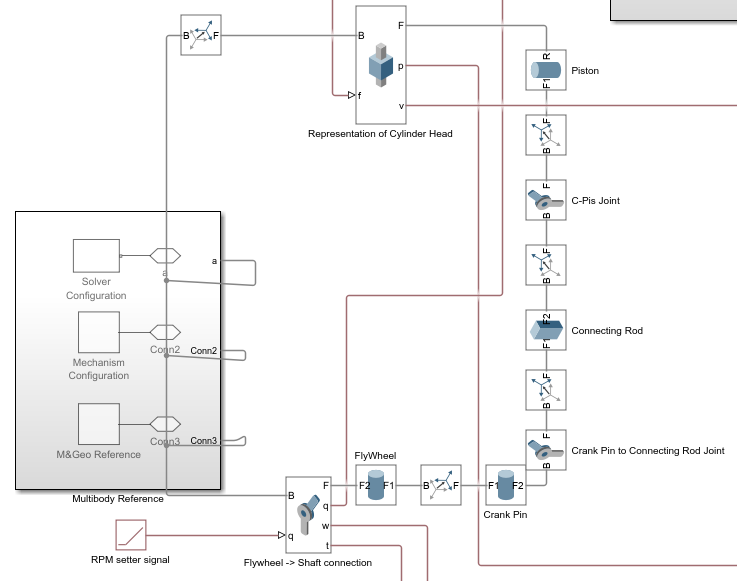 B
F
B
f
F
p
v
Representation of Cylinder Head
R
F1
Piston
F
B
F
B
C-Pis Joint
F
B
F2
F1
Connecting Rod
F
B
F
B
Crank Pin to Connecting Rod Joint
Solver
Configuration
a
a
Mechanism
Configuration
Conn2
Conn2
M&Geo Reference
Conn3
Conn3
Multibody Reference
RPM setter signal
B
q
F
q
w
t
Flywheel -> Shaft connection
FlyWheel
F2
F1
B
F
F1
F2
Crank Pin